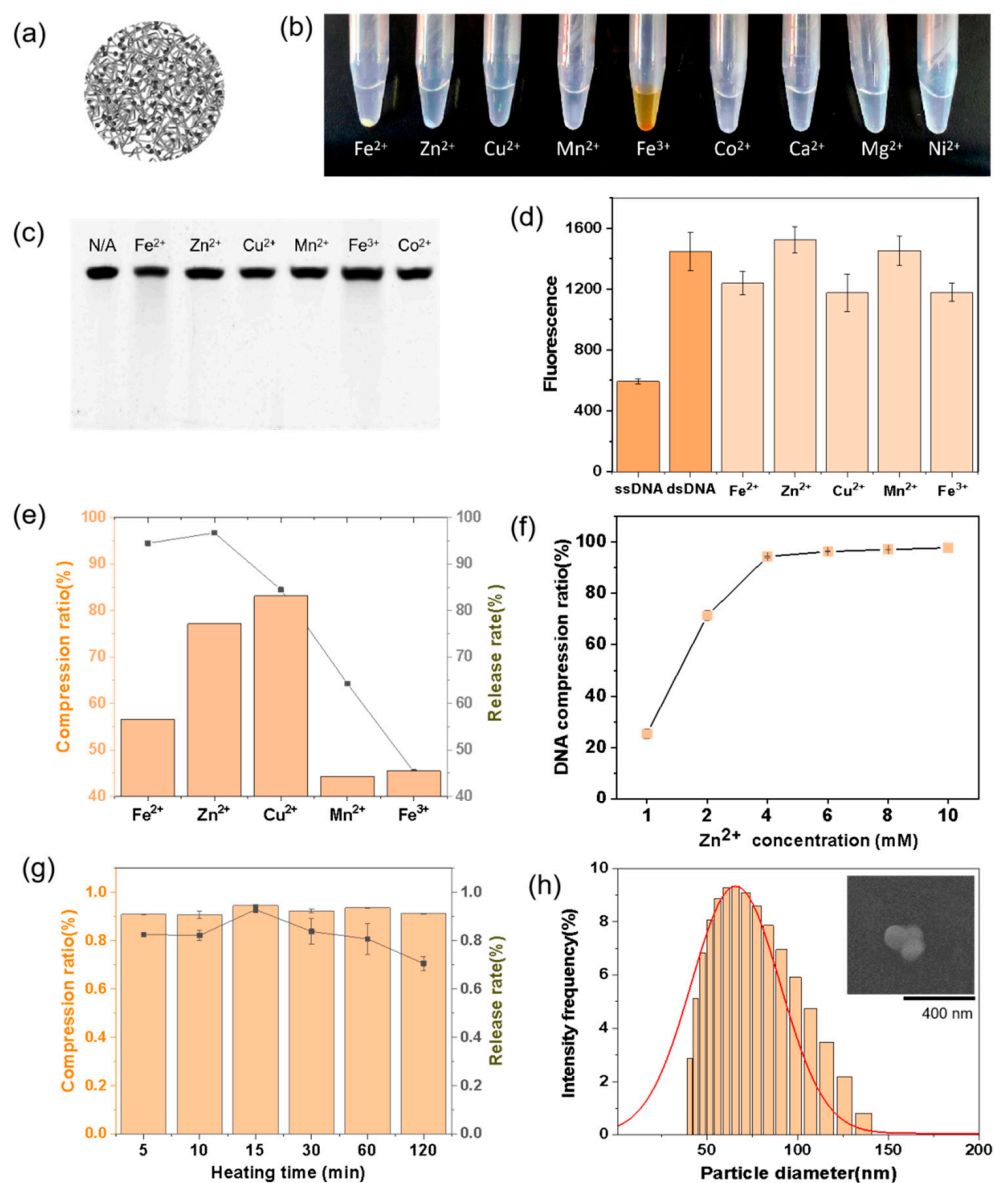 (a)
(b)
Fe²⁺ Zn²⁺ Cu²⁺ Mn²⁺ Fe³⁺ Co²⁺ Ca²⁺ Mg²⁺ Ni²⁺
(c)
N/A Fe²⁺ Zn²⁺ Cu²⁺ Mn²⁺ Fe³⁺ Co²⁺
(d)
Fluorescence
1600
1200
800
400
0
ssDNA dsDNA Fe²⁺ Zn²⁺ Cu²⁺ Mn²⁺ Fe³⁺
(e)
Compression ratio(%)
100
90
80
70
60
50
40
Release rate(%)
100
90
80
70
60
50
40
Fe²⁺ Zn²⁺ Cu²⁺ Mn²⁺ Fe³⁺
(f)
DNA compression ratio(%)
100
80
60
40
20
0
1 2 4 6 8 10
Zn²⁺ concentration (mM)
(g)
Compression ratio(%)
1.0
0.8
0.6
0.4
0.2
0.0
Release rate(%)
1.0
0.8
0.6
0.4
0.2
0.0
5 10 15 30 60 120
Heating time (min)
(h)
Intensity frequency(%)
10
8
6
4
2
0
400 nm
50 100 150 200
Particle diameter(nm)